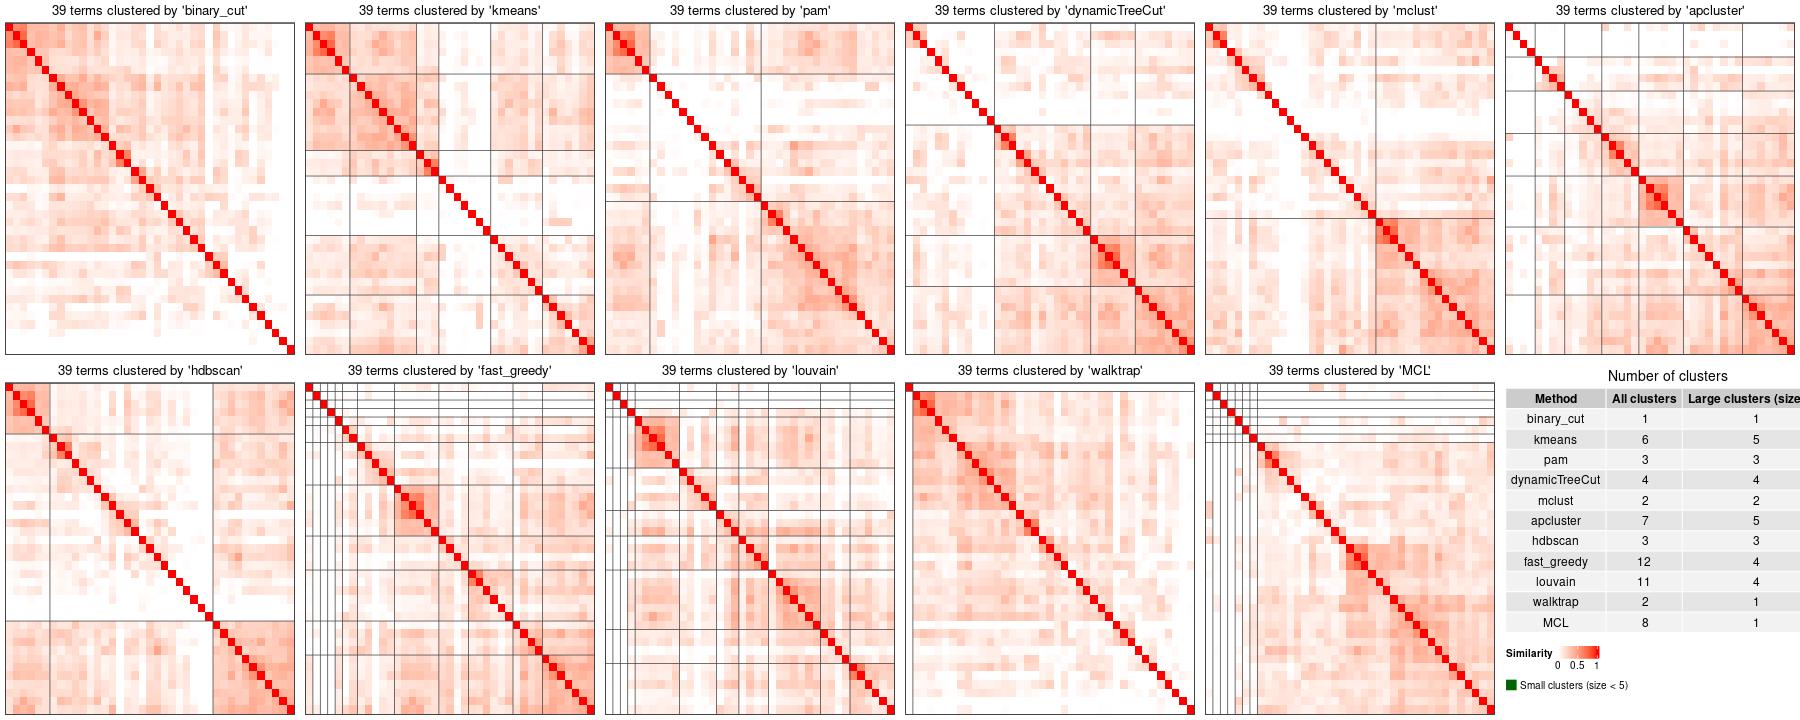 39 terms clustered by 'binary_cut'
39 terms clustered by 'kmeans'
39 terms clustered by 'pam'
39 terms clustered by 'dynamicTreeCut'
39 terms clustered by 'mclust'
39 terms clustered by 'apcluster'
39 terms clustered by 'hdbscan'
39 terms clustered by 'fast_greedy'
39 terms clustered by 'louvain'
39 terms clustered by 'walktrap'
39 terms clustered by 'MCL'
Number of clusters
Method All clusters Large clusters (size
binary_cut 1 1
kmeans 6 5
pam 3 3
dynamicTreeCut 4 4
mclust 2 2
apcluster 7 5
hdbscan 3 3
fast_greedy 12 4
louvain 11 4
walktrap 2 1
MCL 8 1
Similarity
0 0.5 1
Small clusters (size < 5)